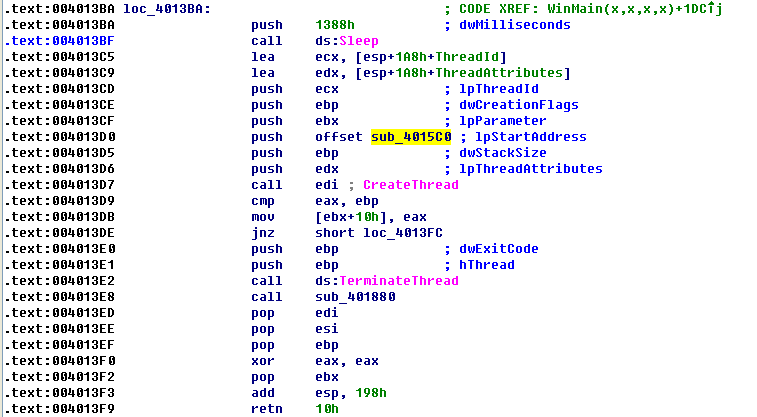 .text:004013BA loc_4013BA: ; CODE XREF: WinMain(x,x,x,x)+1DC↑j
.text:004013BA push 1388h ; dwMilliseconds
.text:004013BF call ds:Sleep
.text:004013C5 lea ecx, [esp+1A8h+ThreadId]
.text:004013C9 lea edx, [esp+1A8h+ThreadAttributes]
.text:004013CD push ecx ; lpThreadId
.text:004013CE push ebp ; dwCreationFlags
.text:004013CF push ebx ; lpParameter
.text:004013D0 push offset sub_4015C0 ; lpStartAddress
.text:004013D5 push ebp ; dwStackSize
.text:004013D6 push edx ; lpThreadAttributes
.text:004013D7 call edi ; CreateThread
.text:004013D9 cmp eax, ebp
.text:004013DB mov [ebx+10h], eax
.text:004013DE jnz short loc_4013FC
.text:004013E0 push ebp ; dwExitCode
.text:004013E1 push ebp ; hThread
.text:004013E2 call ds:TerminateThread
.text:004013E8 call sub_401880
.text:004013ED pop edi
.text:004013EE pop esi
.text:004013EF pop ebp
.text:004013F0 xor eax, eax
.text:004013F2 pop ebx
.text:004013F3 add esp, 198h
.text:004013F9 retn 10h